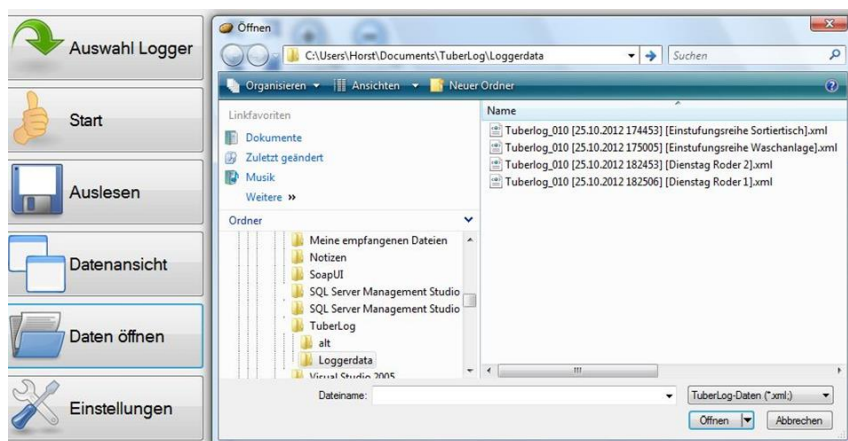 Auswahl Logger
Start
Auslesen
Datenansicht
Daten öffnen
Einstellungen
Öffnen
C:\Users\Horst\Documents\TuberLog\Loggerdata
Suchen
Organisieren
Ansichten
Neuer Ordner
Linkfavoriten
Dokumente
Zuletzt geändert
Musik
Weitere »
Ordner
Meine empfangenen Dateien
Notizen
SoapUI
SQL Server Management Studio
SQL Server Management Studio
TuberLog
alt
Loggerdata
Visual Studio 2005
Name
Tuberlog_010 [25.10.2012 174453] [Einstufungsreihe Sortiertisch].xml
Tuberlog_010 [25.10.2012 175005] [Einstufungsreihe Waschanlage].xml
Tuberlog_010 [25.10.2012 182453] [Dienstag Roder 2].xml
Tuberlog_010 [25.10.2012 182506] [Dienstag Roder 1].xml
Dateiname:
TuberLog-Daten (*.xml;)
Öffnen
Abbrechen